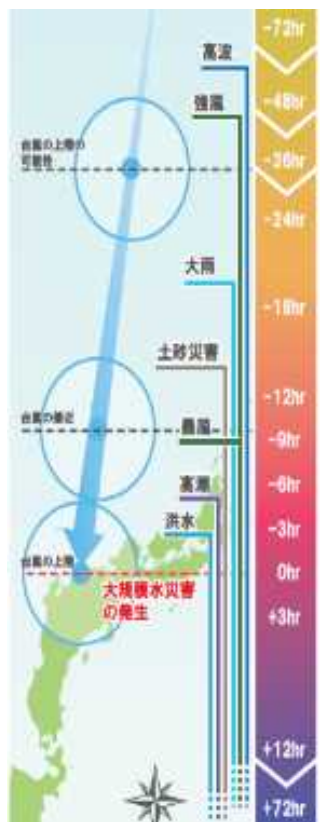 -72hr
高波
-48hr
強風
台風の上陸の
可能性
-36hr
-24hr
大雨
-18hr
土砂災害
-12hr
台風の接近
暴風
-9hr
高潮
-6hr
洪水
-3hr
台風の上陸
0hr
大規模水災害
の発生
+3hr
+12hr
+72hr